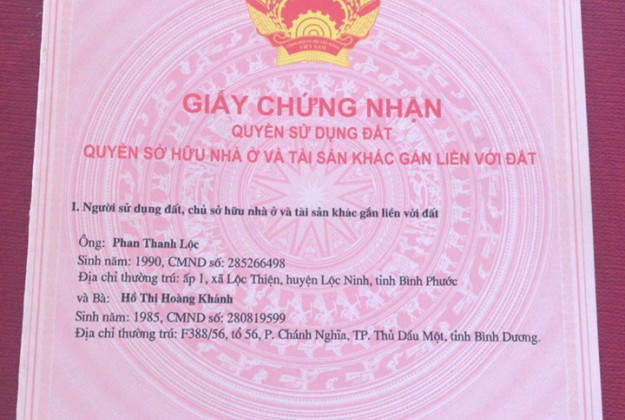 GIẤY CHỨNG NHẬN
QUYỀN SỬ DỤNG ĐẤT
QUYỀN SỞ HỮU NHÀ Ở VÀ TÀI SẢN KHÁC GẮN LIỀN VỚI ĐẤT
I. Người sử dụng đất, chủ sở hữu nhà ở và tài sản khác gắn liền với đất
Ông: Phan Thanh Lộc
Sinh năm: 1990, CMND số: 285266498
Địa chỉ thường trú: ấp 1, xã Lộc Thiện, huyện Lộc Ninh, tỉnh Bình Phước
và Bà: Hồ Thị Hoàng Khánh
Sinh năm: 1985, CMND số: 280819599
Địa chỉ thường trú: F388/56, tổ 56, P. Chánh Nghĩa, TP. Thủ Dầu Một, tỉnh Bình Dương.